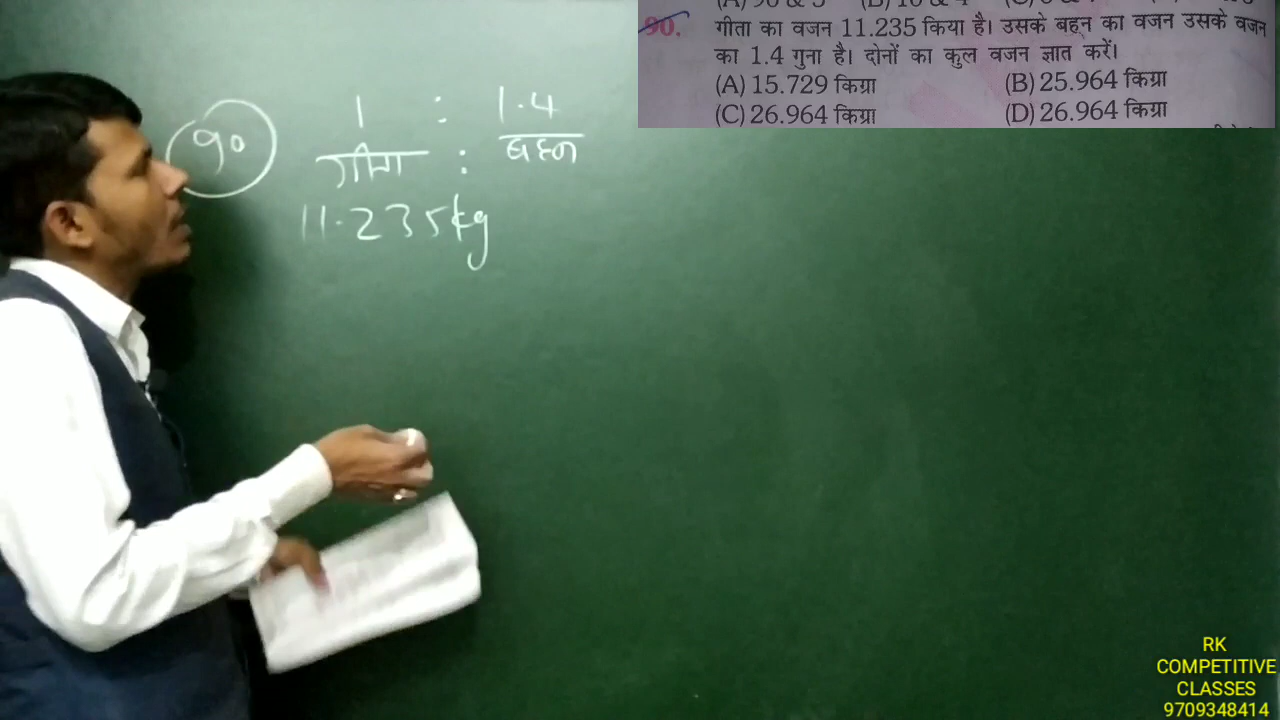 90. गीता का वजन 11.235 किया है। उसके बहन का वजन उसके वजन
का 1.4 गुना है। दोनों का कुल वजन ज्ञात करें।
(A) 15.729 किग्रा (B) 25.964 किग्रा
(C) 26.964 किग्रा (D) 26.964 किग्रा
90
1 : 1.4
गीता : बहन
11.235kg
RK
COMPETITIVE
CLASSES
9709348414